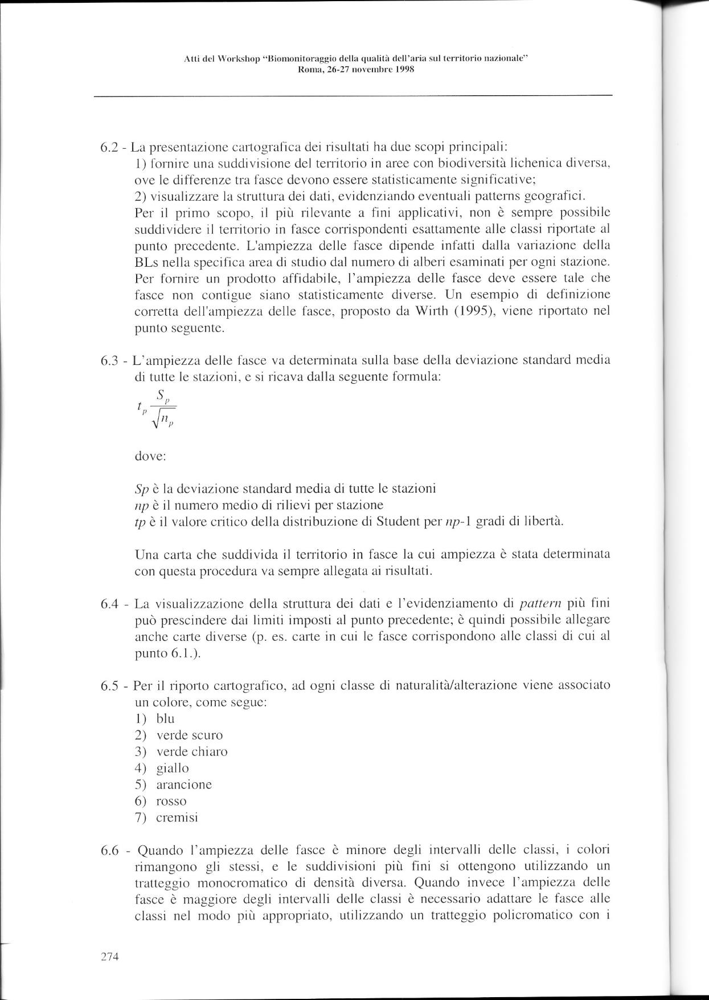 Atti del Workshop “Biomonitoraggio della qualità dell’aria sul territorio nazionale”
Roma, 26-27 novembre 1998
6.2 - La presentazione cartografica dei risultati ha due scopi principali:
1) fornire una suddivisione del territorio in aree con biodiversità lichenica diversa,
ove le differenze tra fasce devono essere statisticamente significative;
2) visualizzare la struttura dei dati, evidenziando eventuali patterns geografici.
Per il primo scopo, il più rilevante a fini applicativi, non è sempre possibile
suddividere il territorio in fasce corrispondenti esattamente alle classi riportate al
punto precedente. L'ampiezza delle fasce dipende infatti dalla variazione della
BLs nella specifica area di studio dal numero di alberi esaminati per ogni stazione.
Per fornire un prodotto affidabile, l’ampiezza delle fasce deve essere tale che
fasce non contigue siano statisticamente diverse. Un esempio di definizione
corretta dell'ampiezza delle fasce, proposto da Wirth (1995), viene riportato nel
punto seguente.
6.3 - L’ampiezza delle fasce va determinata sulla base della deviazione standard media
di tutte le stazioni, e si ricava dalla seguente formula:
t_p S_p / √n_p
dove:
Sp è la deviazione standard media di tutte le stazioni
np è il numero medio di rilievi per stazione
tp è il valore critico della distribuzione di Student per np-1 gradi di libertà.
Una carta che suddivida il territorio in fasce la cui ampiezza è stata determinata
con questa procedura va sempre allegata ai risultati.
6.4 - La visualizzazione della struttura dei dati e l’evidenziamento di pattern più fini
può prescindere dai limiti imposti al punto precedente; è quindi possibile allegare
anche carte diverse (p. es. carte in cui le fasce corrispondono alle classi di cui al
punto 6.1.).
6.5 - Per il riporto cartografico, ad ogni classe di naturalità/alterazione viene associato
un colore, come segue:
1) blu
2) verde scuro
3) verde chiaro
4) giallo
5) arancione
6) rosso
7) cremisi
6.6 - Quando l’ampiezza delle fasce è minore degli intervalli delle classi, i colori
rimangono gli stessi, e le suddivisioni più fini si ottengono utilizzando un
tratteggio monocromatico di densità diversa. Quando invece l’ampiezza delle
fasce è maggiore degli intervalli delle classi è necessario adattare le fasce alle
classi nel modo più appropriato, utilizzando un tratteggio policromatico con i
274